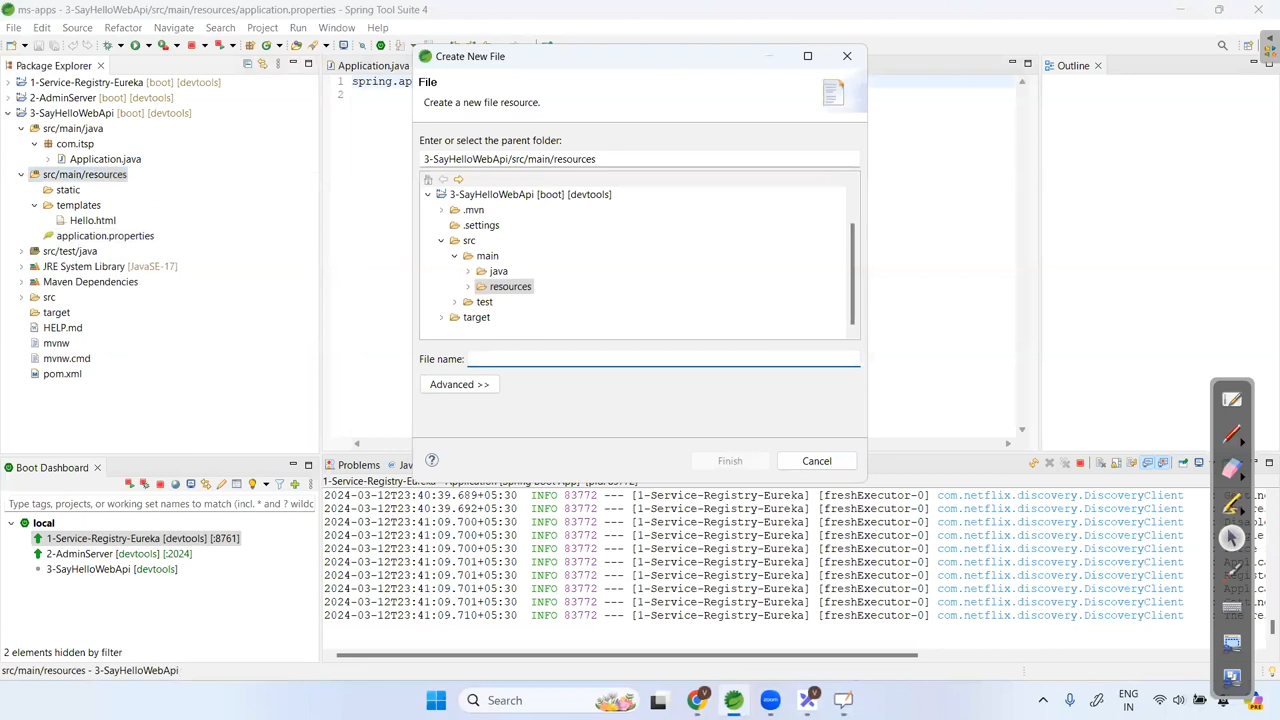 ms-apps - 3-SayHelloWebApi/src/main/resources/application.properties - Spring Tool Suite 4
File Edit Source Refactor Navigate Search Project Run Window Help
Package Explorer
1-Service-Registry-Eureka [boot] [devtools]
2-AdminServer [boot] [devtools]
3-SayHelloWebApi [boot] [devtools]
src/main/java
com.itsp
Application.java
src/main/resources
static
templates
Hello.html
application.properties
src/test/java
JRE System Library [JavaSE-17]
Maven Dependencies
src
target
HELP.md
mvnw
mvnw.cmd
pom.xml
Application.java
1 spring.ap
2
Create New File
File
Create a new file resource.
Enter or select the parent folder:
3-SayHelloWebApi/src/main/resources
3-SayHelloWebApi [boot] [devtools]
.mvn
.settings
src
main
java
resources
test
target
File name:
Advanced >>
Finish Cancel
Outline
Boot Dashboard
Type tags, projects, or working set names to match (incl. * and ? wildc
local
1-Service-Registry-Eureka [devtools] [:8761]
2-AdminServer [devtools] [:2024]
3-SayHelloWebApi [devtools]
2 elements hidden by filter
Problems Jav
2024-03-12T23:40:39.689+05:30 INFO 83772 --- [1-Service-Registry-Eureka] [freshExecutor-0] com.netflix.discovery.DiscoveryClient
2024-03-12T23:40:39.692+05:30 INFO 83772 --- [1-Service-Registry-Eureka] [freshExecutor-0] com.netflix.discovery.DiscoveryClient
2024-03-12T23:41:09.700+05:30 INFO 83772 --- [1-Service-Registry-Eureka] [freshExecutor-0] com.netflix.discovery.DiscoveryClient
2024-03-12T23:41:09.700+05:30 INFO 83772 --- [1-Service-Registry-Eureka] [freshExecutor-0] com.netflix.discovery.DiscoveryClient
2024-03-12T23:41:09.700+05:30 INFO 83772 --- [1-Service-Registry-Eureka] [freshExecutor-0] com.netflix.discovery.DiscoveryClient
2024-03-12T23:41:09.701+05:30 INFO 83772 --- [1-Service-Registry-Eureka] [freshExecutor-0] com.netflix.discovery.DiscoveryClient
2024-03-12T23:41:09.701+05:30 INFO 83772 --- [1-Service-Registry-Eureka] [freshExecutor-0] com.netflix.discovery.DiscoveryClient
2024-03-12T23:41:09.701+05:30 INFO 83772 --- [1-Service-Registry-Eureka] [freshExecutor-0] com.netflix.discovery.DiscoveryClient
2024-03-12T23:41:09.701+05:30 INFO 83772 --- [1-Service-Registry-Eureka] [freshExecutor-0] com.netflix.discovery.DiscoveryClient
2024-03-12T23:41:09.710+05:30 INFO 83772 --- [1-Service-Registry-Eureka] [freshExecutor-0] com.netflix.discovery.DiscoveryClient
src/main/resources - 3-SayHelloWebApi
Search
ENG
IN